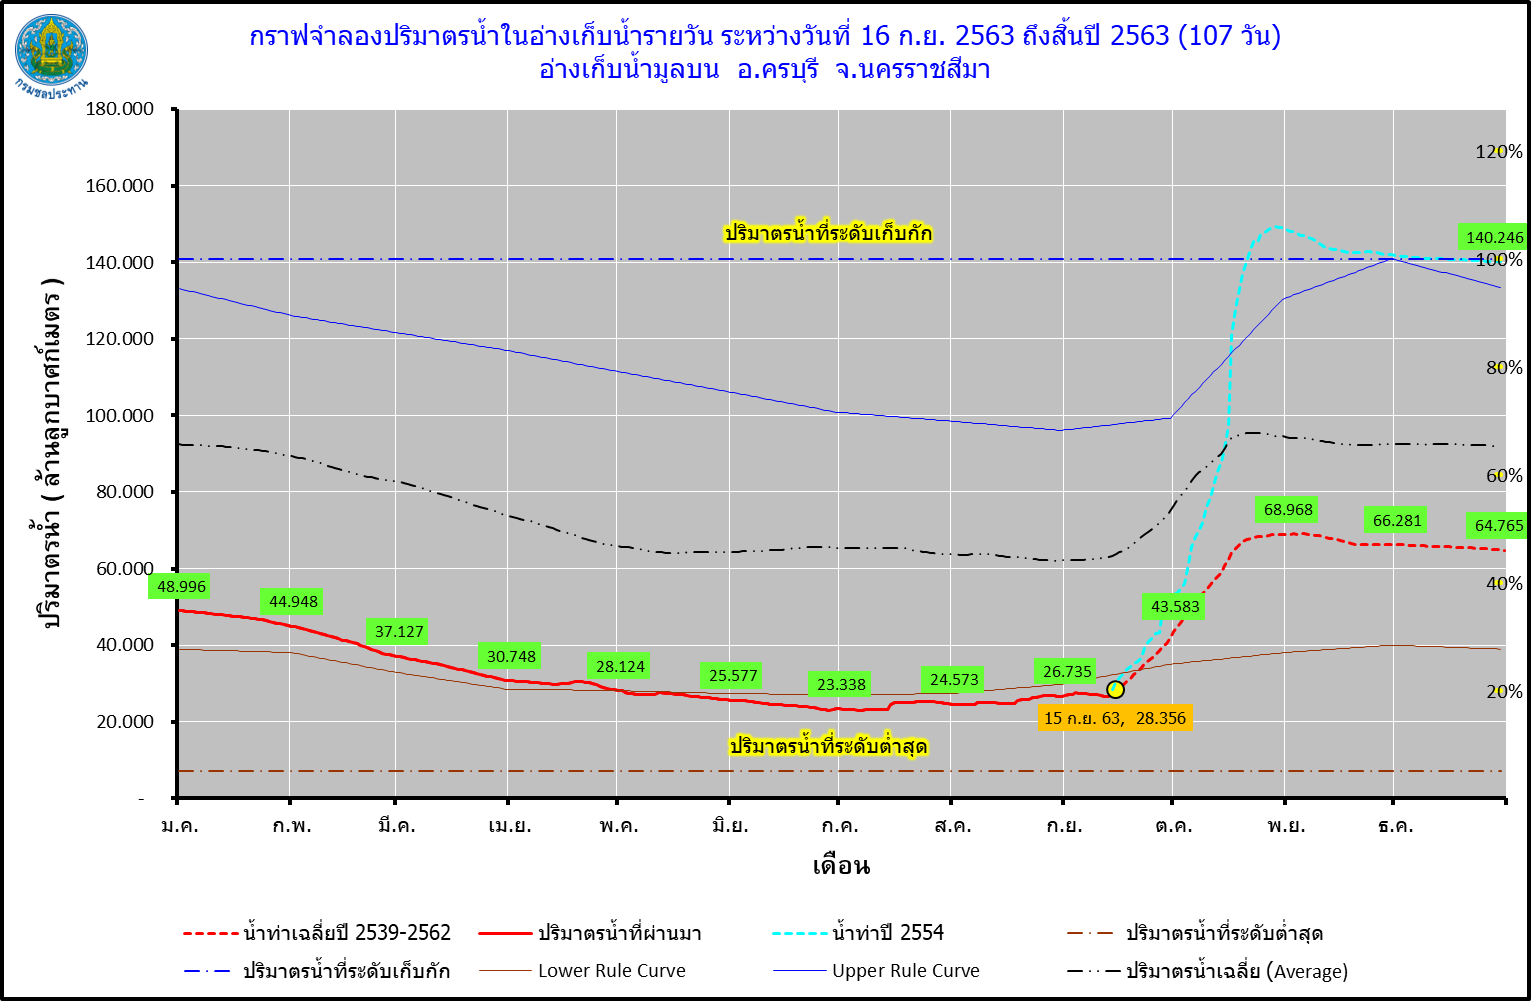 กราฟจำลองปริมาตรน้ำในอ่างเก็บน้ำรายวัน ระหว่างวันที่ 16 ก.ย. 2563 ถึงสิ้นปี 2563 (107 วัน)
อ่างเก็บน้ำมูลบน อ.ครบุรี จ.นครราชสีมา
กรมชลประทาน
180.000
160.000
140.000
120.000
100.000
80.000
60.000
40.000
20.000
-
ปริมาตรน้ำ ( ล้านลูกบาศก์เมตร )
120%
100%
80%
60%
40%
20%
ปริมาตรน้ำที่ระดับเก็บกัก
140.246
68.968
66.281
64.765
48.996
44.948
37.127
30.748
28.124
25.577
23.338
24.573
26.735
43.583
15 ก.ย. 63, 28.356
ปริมาตรน้ำที่ระดับต่ำสุด
ม.ค. ก.พ. มี.ค. เม.ย. พ.ค. มิ.ย. ก.ค. ส.ค. ก.ย. ต.ค. พ.ย. ธ.ค.
เดือน
น้ำท่าเฉลี่ยปี 2539-2562 ปริมาตรน้ำที่ผ่านมา น้ำท่าปี 2554 ปริมาตรน้ำที่ระดับต่ำสุด
ปริมาตรน้ำที่ระดับเก็บกัก Lower Rule Curve Upper Rule Curve ปริมาตรน้ำเฉลี่ย (Average)